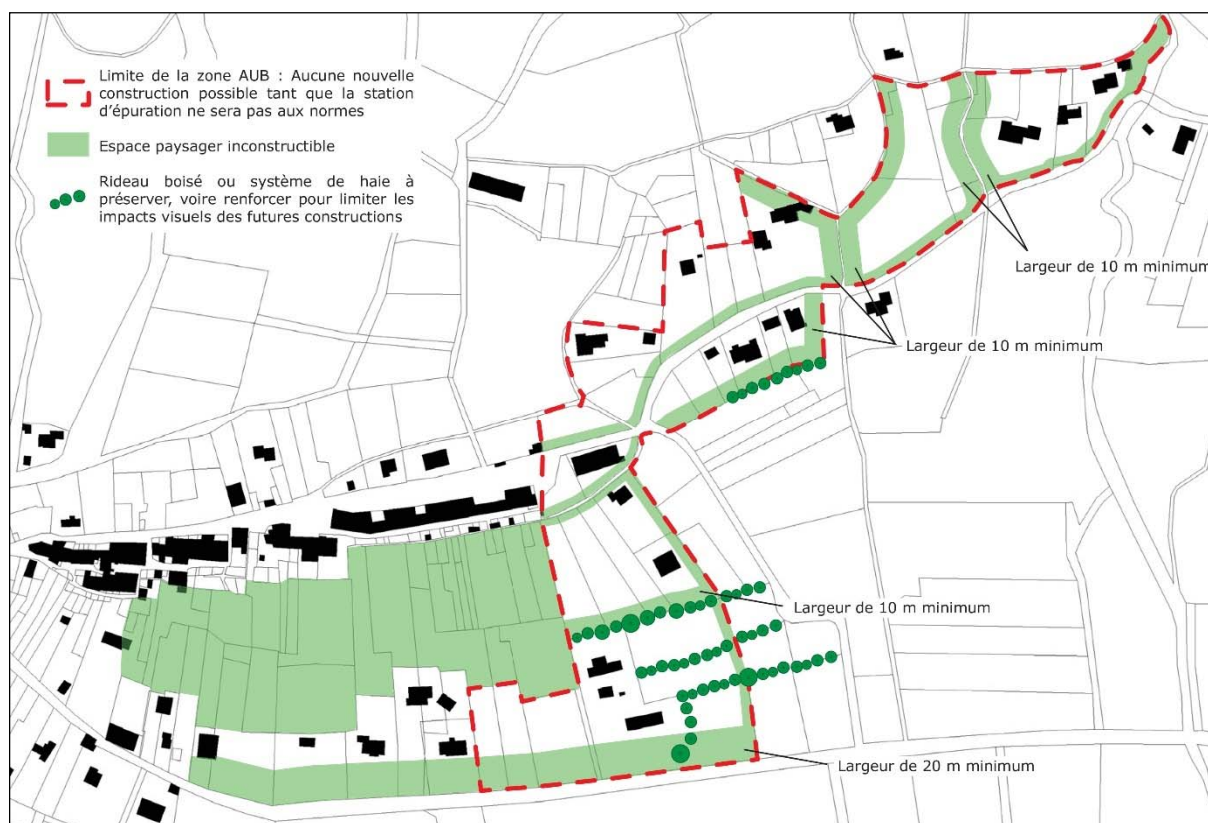 Limite de la zone AUB : Aucune nouvelle
construction possible tant que la station
d'épuration ne sera pas aux normes
Espace paysager inconstructible
Rideau boisé ou système de haie à
préserver, voire renforcer pour limiter les
impacts visuels des futures constructions
Largeur de 10 m minimum
Largeur de 10 m minimum
Largeur de 10 m minimum
Largeur de 20 m minimum